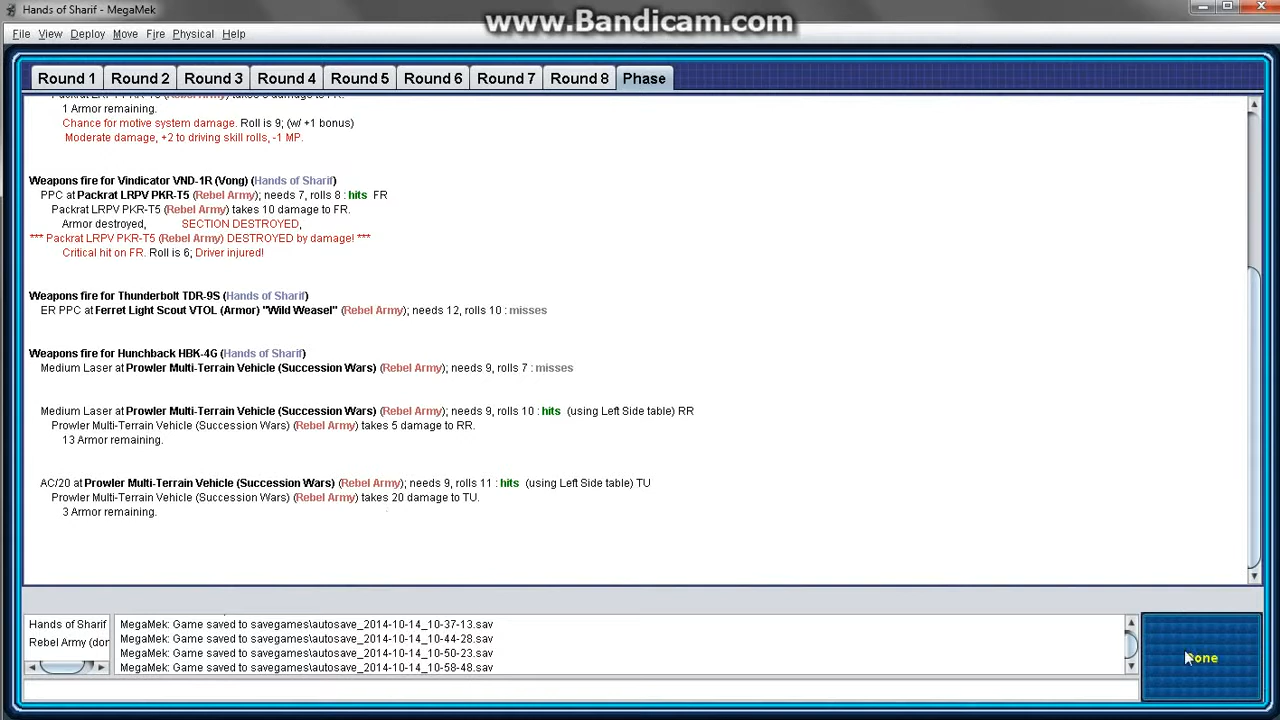 Hands of Sharif - MegaMek
www.Bandicam.com
File View Deploy Move Fire Physical Help
Round 1 Round 2 Round 3 Round 4 Round 5 Round 6 Round 7 Round 8 Phase
1 Armor remaining.
Chance for motive system damage. Roll is 9; (w/ +1 bonus)
Moderate damage, +2 to driving skill rolls, -1 MP.
Weapons fire for Vindicator VND-1R (Vong) (Hands of Sharif)
PPC at Packrat LRPV PKR-T5 (Rebel Army); needs 7, rolls 8 : hits FR
Packrat LRPV PKR-T5 (Rebel Army) takes 10 damage to FR.
Armor destroyed, SECTION DESTROYED,
*** Packrat LRPV PKR-T5 (Rebel Army) DESTROYED by damage! ***
Critical hit on FR. Roll is 6; Driver injured!
Weapons fire for Thunderbolt TDR-9S (Hands of Sharif)
ER PPC at Ferret Light Scout VTOL (Armor) "Wild Weasel" (Rebel Army); needs 12, rolls 10 : misses
Weapons fire for Hunchback HBK-4G (Hands of Sharif)
Medium Laser at Prowler Multi-Terrain Vehicle (Succession Wars) (Rebel Army); needs 9, rolls 7 : misses
Medium Laser at Prowler Multi-Terrain Vehicle (Succession Wars) (Rebel Army); needs 9, rolls 10 : hits (using Left Side table) RR
Prowler Multi-Terrain Vehicle (Succession Wars) (Rebel Army) takes 5 damage to RR.
13 Armor remaining.
AC/20 at Prowler Multi-Terrain Vehicle (Succession Wars) (Rebel Army); needs 9, rolls 11 : hits (using Left Side table) TU
Prowler Multi-Terrain Vehicle (Succession Wars) (Rebel Army) takes 20 damage to TU.
3 Armor remaining.
Hands of Sharif
Rebel Army (dor
MegaMek: Game saved to savegames\autosave_2014-10-14_10-37-13.sav
MegaMek: Game saved to savegames\autosave_2014-10-14_10-44-28.sav
MegaMek: Game saved to savegames\autosave_2014-10-14_10-50-23.sav
MegaMek: Game saved to savegames\autosave_2014-10-14_10-58-48.sav
Done